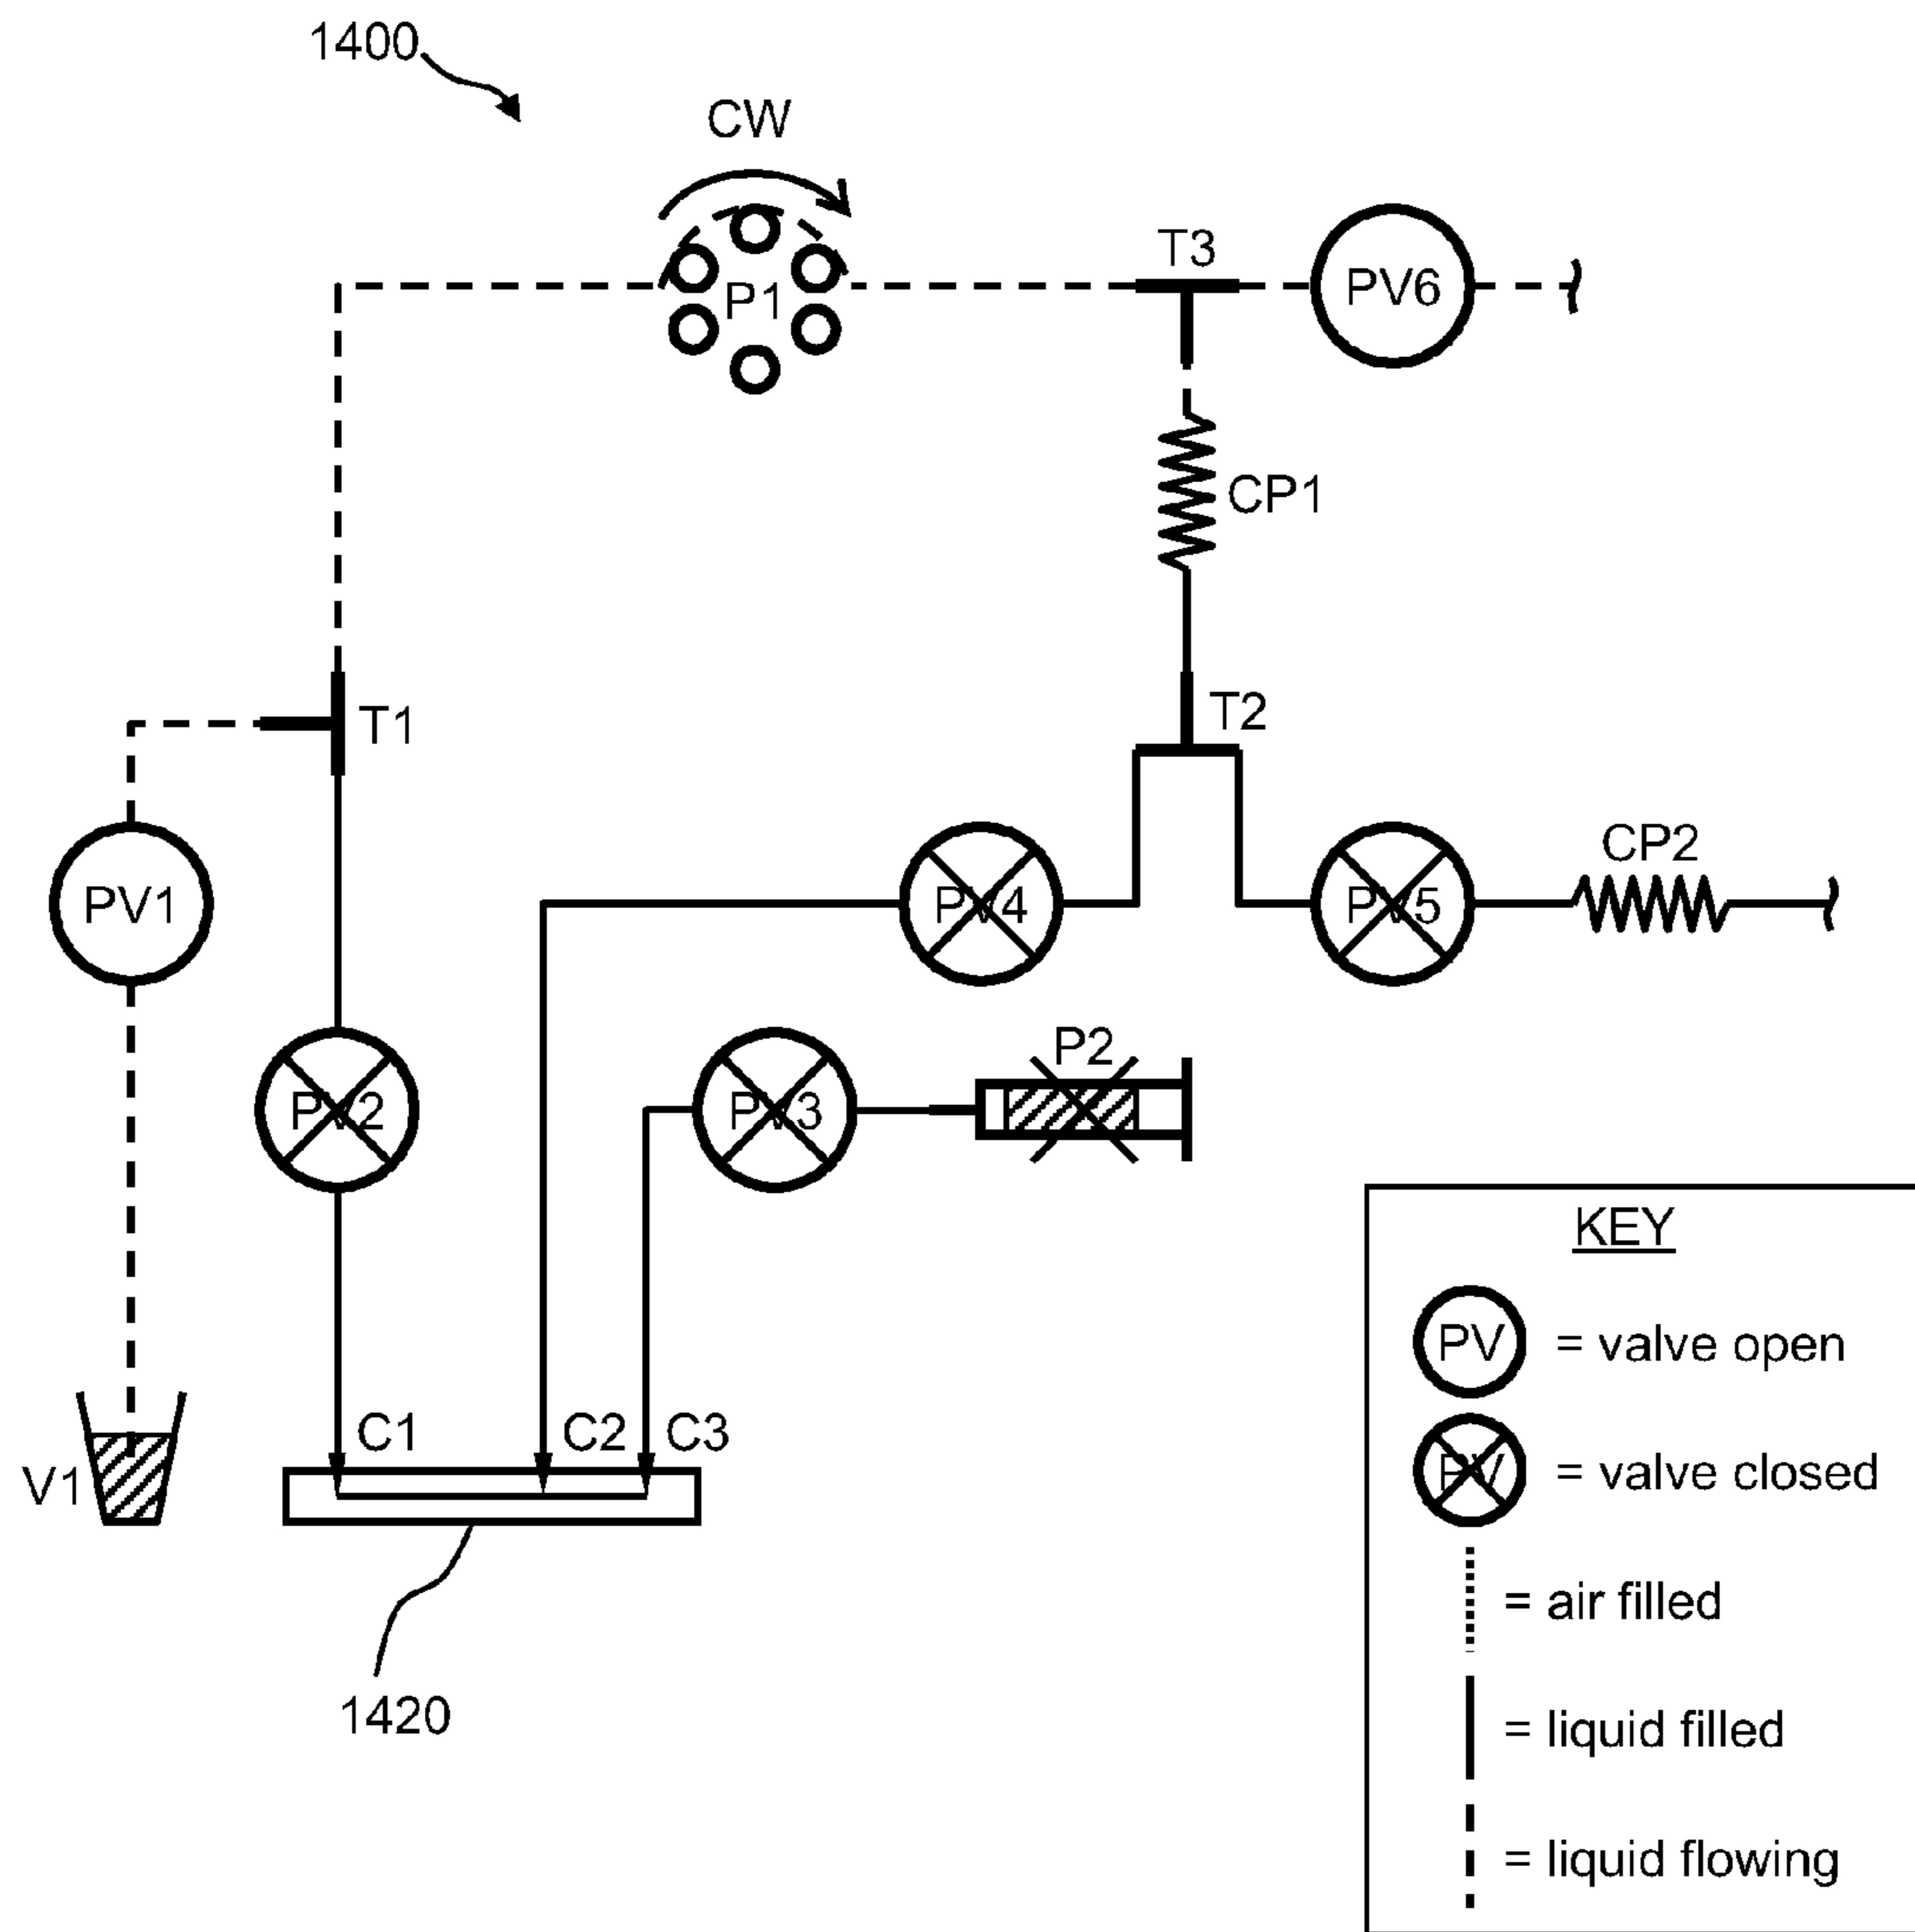 1400
CW
P1
T3
PV6
CP1
T1
T2
PV1
PV4
PV5
CP2
PV2
PV3
P2
C1
C2
C3
V1
1420
KEY
PV = valve open
PV = valve closed
= air filled
= liquid filled
= liquid flowing